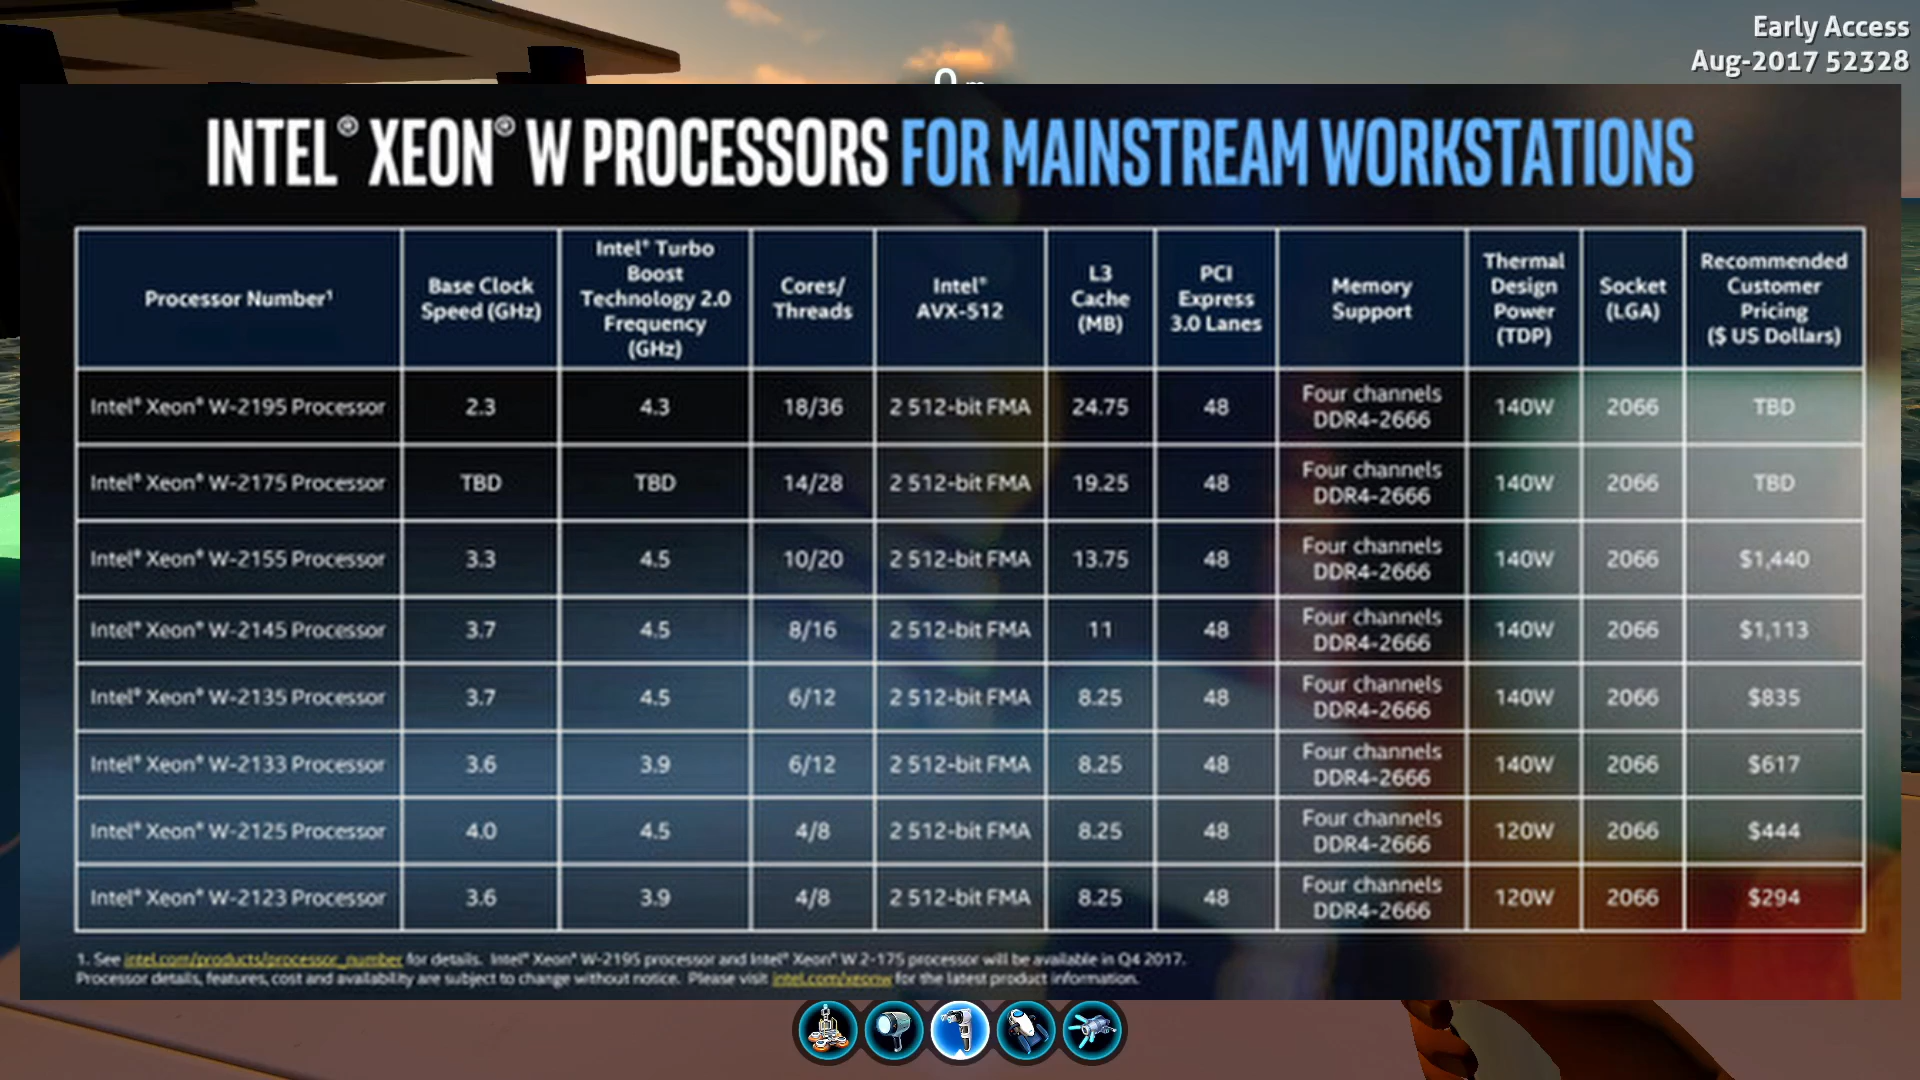 Early Access
Aug-2017 52328
INTEL® XEON® W PROCESSORS FOR MAINSTREAM WORKSTATIONS
Processor Number¹
Base Clock
Speed (GHz)
Intel® Turbo
Boost
Technology 2.0
Frequency
(GHz)
Cores/
Threads
Intel®
AVX-512
L3
Cache
(MB)
PCI
Express
3.0 Lanes
Memory
Support
Thermal
Design
Power
(TDP)
Socket
(LGA)
Recommended
Customer
Pricing
($ US Dollars)
Intel® Xeon® W-2195 Processor 2.3 4.3 18/36 2 512-bit FMA 24.75 48 Four channels DDR4-2666 140W 2066 TBD
Intel® Xeon® W-2175 Processor TBD TBD 14/28 2 512-bit FMA 19.25 48 Four channels DDR4-2666 140W 2066 TBD
Intel® Xeon® W-2155 Processor 3.3 4.5 10/20 2 512-bit FMA 13.75 48 Four channels DDR4-2666 140W 2066 $1,440
Intel® Xeon® W-2145 Processor 3.7 4.5 8/16 2 512-bit FMA 11 48 Four channels DDR4-2666 140W 2066 $1,113
Intel® Xeon® W-2135 Processor 3.7 4.5 6/12 2 512-bit FMA 8.25 48 Four channels DDR4-2666 140W 2066 $835
Intel® Xeon® W-2133 Processor 3.6 3.9 6/12 2 512-bit FMA 8.25 48 Four channels DDR4-2666 140W 2066 $617
Intel® Xeon® W-2125 Processor 4.0 4.5 4/8 2 512-bit FMA 8.25 48 Four channels DDR4-2666 120W 2066 $444
Intel® Xeon® W-2123 Processor 3.6 3.9 4/8 2 512-bit FMA 8.25 48 Four channels DDR4-2666 120W 2066 $294
1. See intel.com/products/processor_number for details. Intel® Xeon® W-2195 processor and Intel® Xeon® W 2-175 processor will be available in Q4 2017.
Processor details, features, cost and availability are subject to change without notice. Please visit intel.com/xeonw for the latest product information.